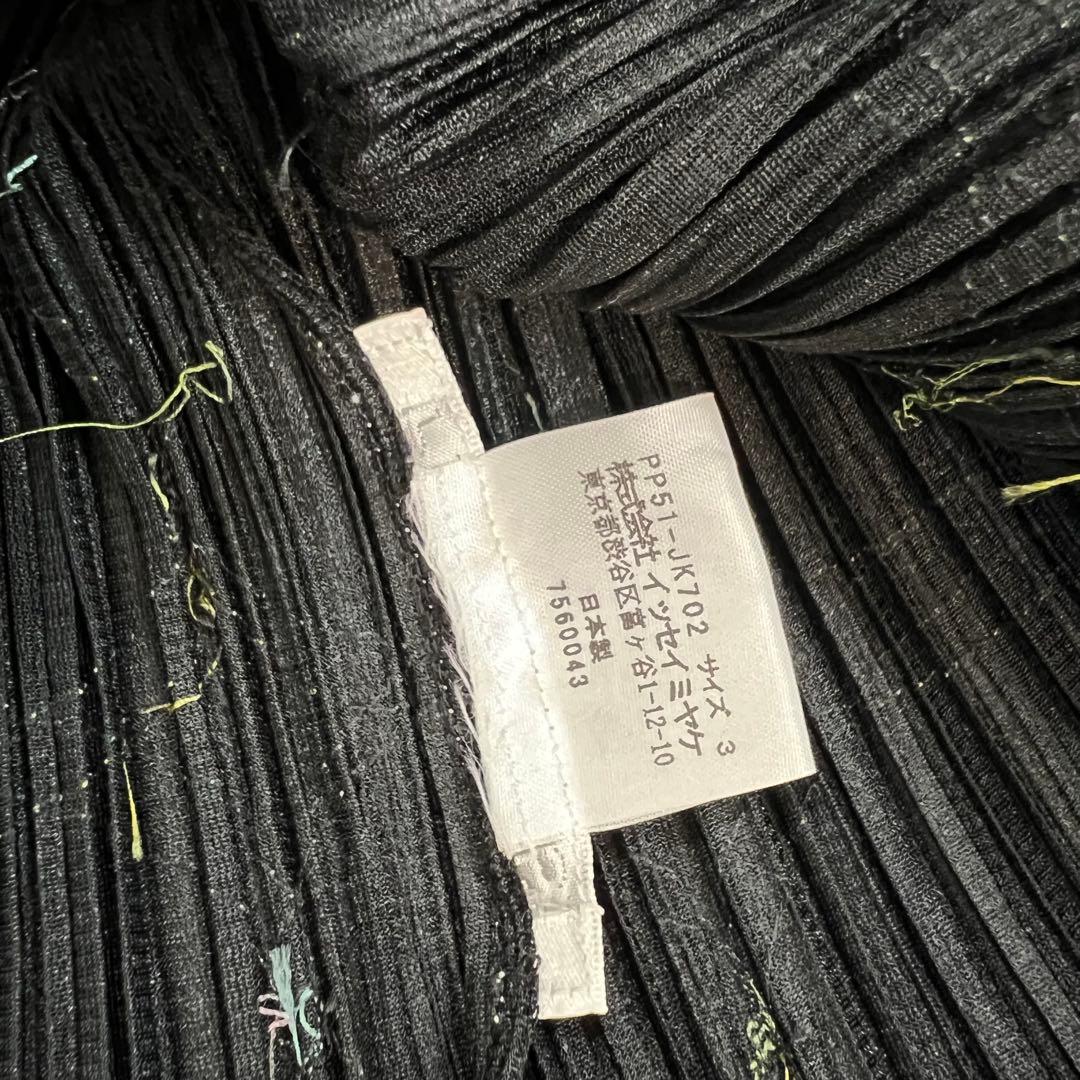 PP51-JK702 サイズ 3
株式会社イッセイミヤケ
東京都渋谷区富ヶ谷1-12-10
日本製
7560043